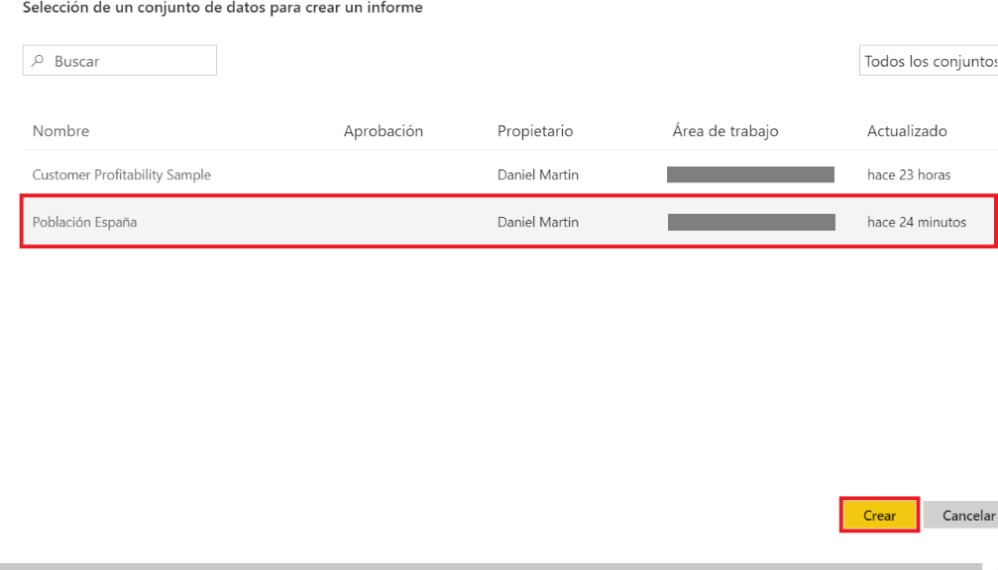 Selección de un conjunto de datos para crear un informe
Buscar
Todos los conjuntos
Nombre Aprobación Propietario Área de trabajo Actualizado
Customer Profitability Sample Daniel Martin hace 23 horas
Población España Daniel Martin hace 24 minutos
Crear Cancelar